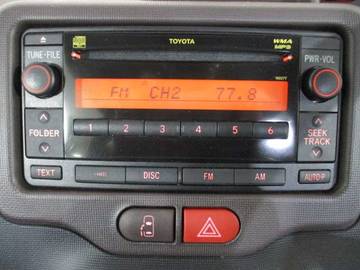 TUNE·FILE
TOYOTA
WMA
MP3
PWR·VOL
FM CH2 77.8
FOLDER
1 2 3 4 5 6
SEEK
TRACK
TEXT
DISC
FM
AM
AUTO·P